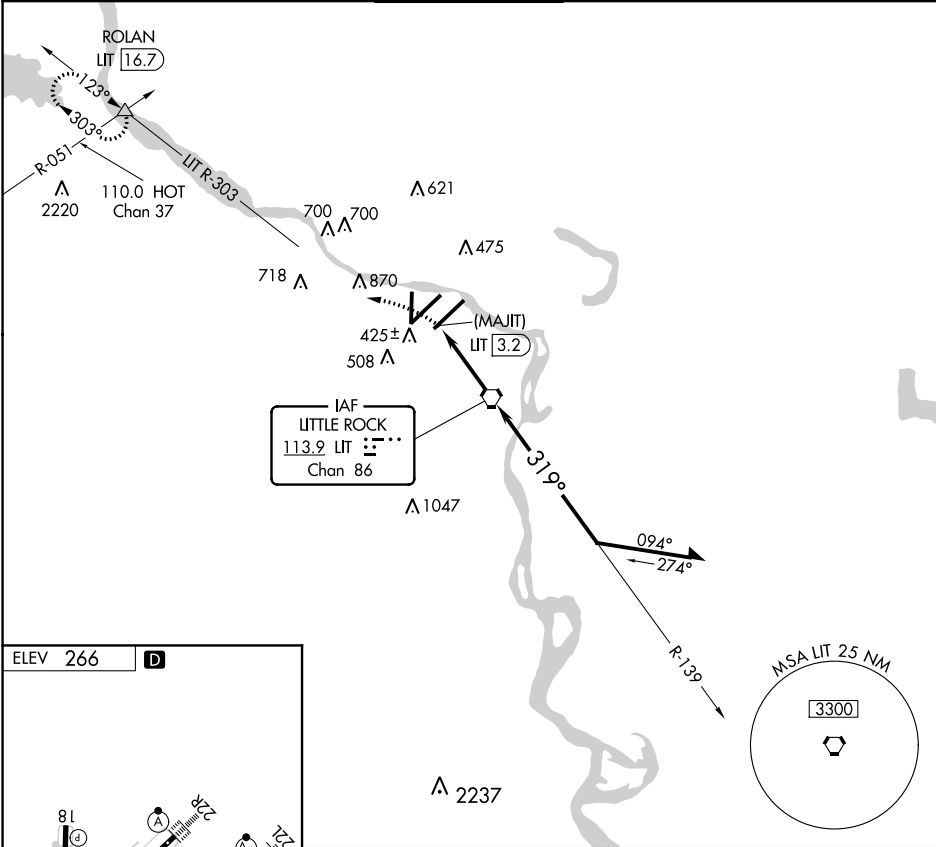 ROLAN
LIT 16.7
123°
303°
R-051
LIT R-303
110.0 HOT
Chan 37
2220
621
700
700
475
718
870
(MAJIT)
LIT 3.2
425±
508
IAF
LITTLE ROCK
113.9 LIT
Chan 86
319°
1047
094°
274°
R-139
ELEV 266 D
MSA LIT 25 NM
3300
2237
18
P
A
22R
A
22L